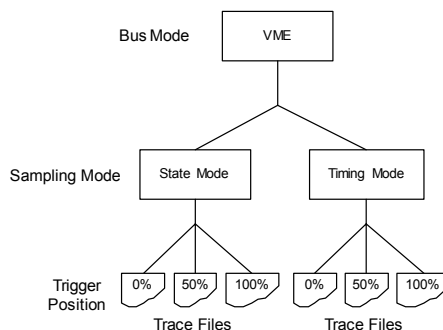 Bus Mode
VME
Sampling Mode
State Mode
Timing Mode
Trigger
Position
0%
50%
100%
0%
50%
100%
Trace Files
Trace Files